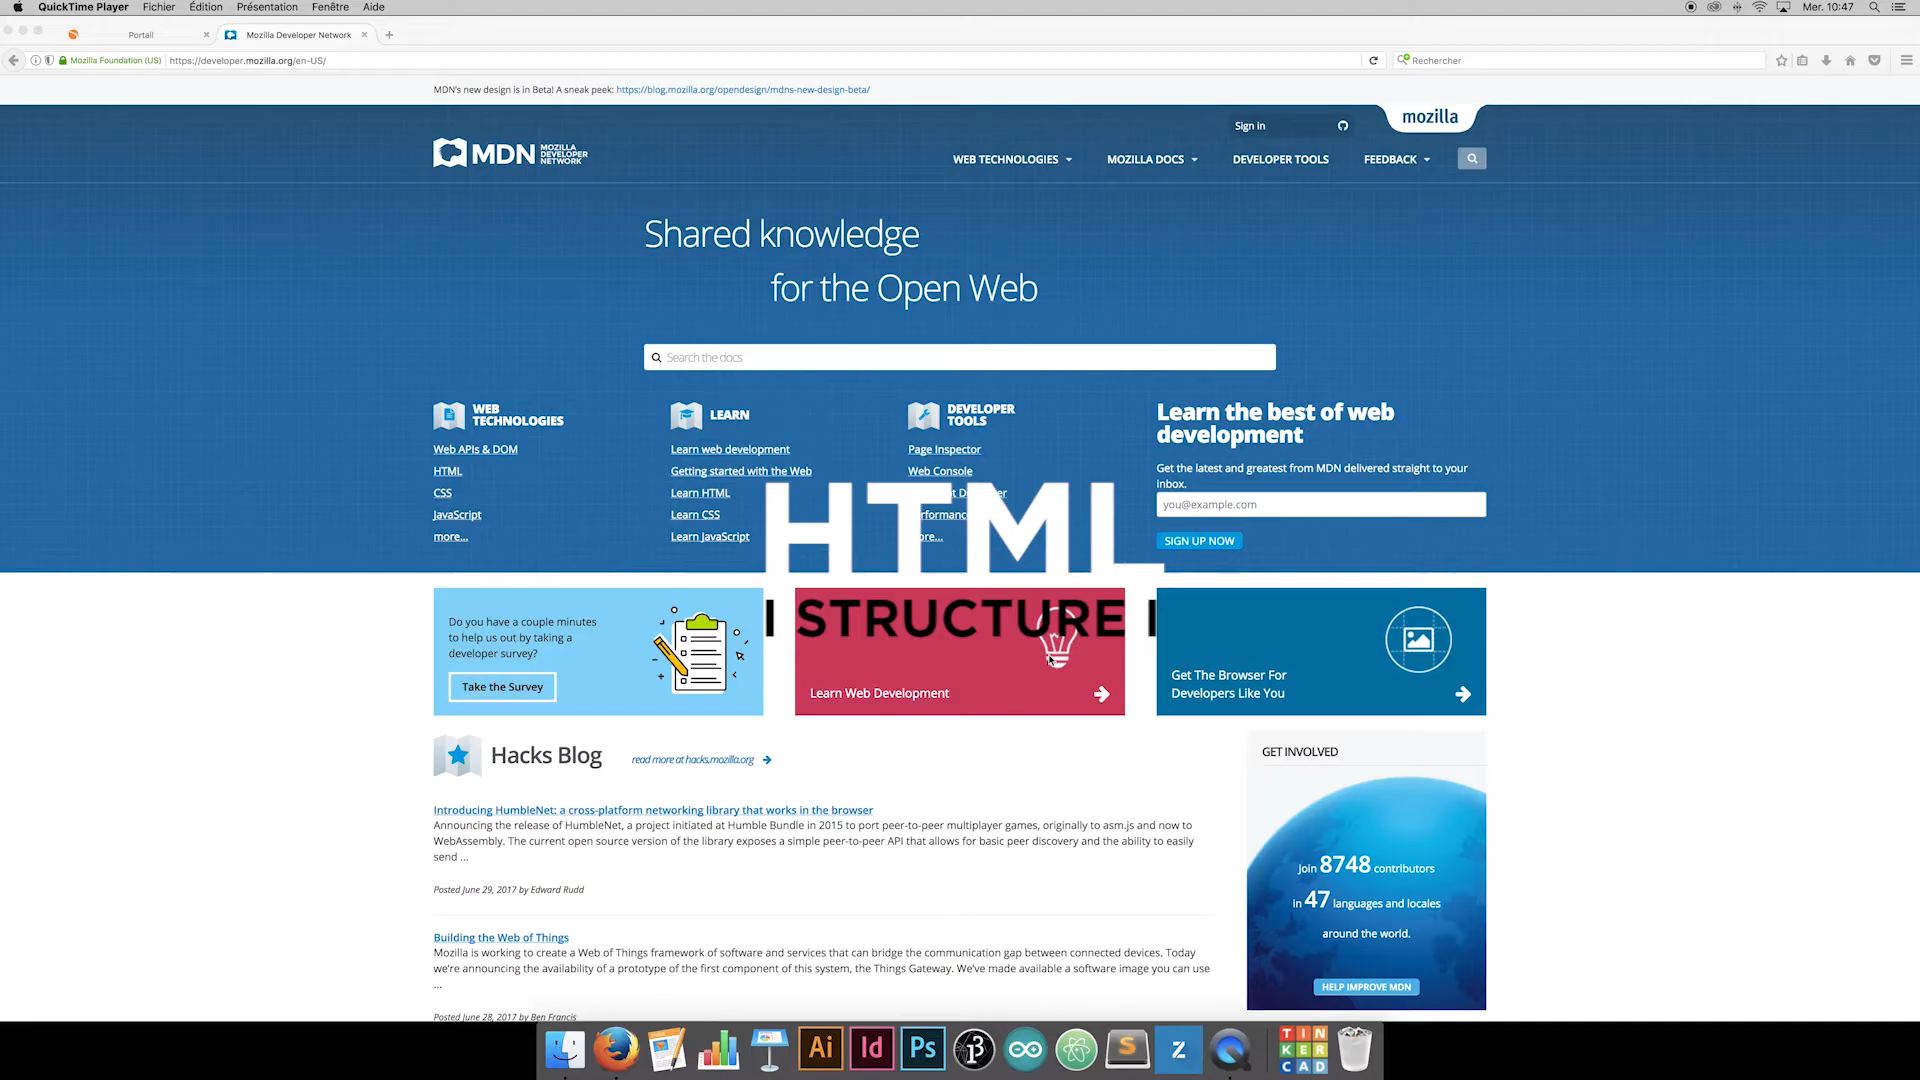 QuickTime Player Fichier Édition Présentation Fenêtre Aide Mer. 10:47
Portail Mozilla Developer Network
Mozilla Foundation (US) https://developer.mozilla.org/en-US/ Rechercher
MDN's new design is in Beta! A sneak peek: https://blog.mozilla.org/opendesign/mdns-new-design-beta/
Sign in mozilla
MDN MOZILLA DEVELOPER NETWORK
WEB TECHNOLOGIES MOZILLA DOCS DEVELOPER TOOLS FEEDBACK
Shared knowledge
for the Open Web
Search the docs
WEB TECHNOLOGIES
Web APIs & DOM
HTML
CSS
JavaScript
more...
LEARN
Learn web development
Getting started with the Web
Learn HTML
Learn CSS
Learn JavaScript
DEVELOPER TOOLS
Page Inspector
Web Console
Learn the best of web
development
Get the latest and greatest from MDN delivered straight to your
inbox.
you@example.com
SIGN UP NOW
HTML
| STRUCTURE |
Do you have a couple minutes
to help us out by taking a
developer survey?
Take the Survey
Learn Web Development
Get The Browser For
Developers Like You
Hacks Blog read more at hacks.mozilla.org
Introducing HumbleNet: a cross-platform networking library that works in the browser
Announcing the release of HumbleNet, a project initiated at Humble Bundle in 2015 to port peer-to-peer multiplayer games, originally to asm.js and now to
WebAssembly. The current open source version of the library exposes a simple peer-to-peer API that allows for basic peer discovery and the ability to easily
send ...
Posted June 29, 2017 by Edward Rudd
Building the Web of Things
Mozilla is working to create a Web of Things framework of software and services that can bridge the communication gap between connected devices. Today
we're announcing the availability of a prototype of the first component of this system, the Things Gateway. We've made available a software image you can use
...
Posted June 28, 2017 by Ben Francis
GET INVOLVED
Join 8748 contributors
in 47 languages and locales
around the world.
HELP IMPROVE MDN
Ai Id Ps S Z
TIN
KER
CAD